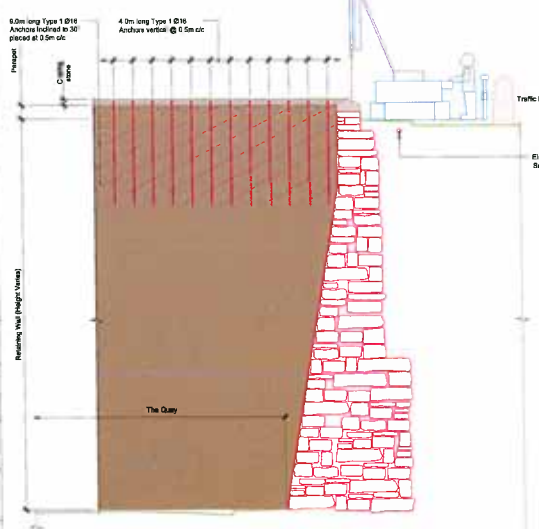 6.0m long Type 1 Ø16
Anchors inclined to 30°
placed at 0.5m c/c
4.0m long Type 1 Ø16
Anchors vertical @ 0.5m c/c
Parapet
stone
Traffic
Retaining Wall (Height Varies)
The Quay